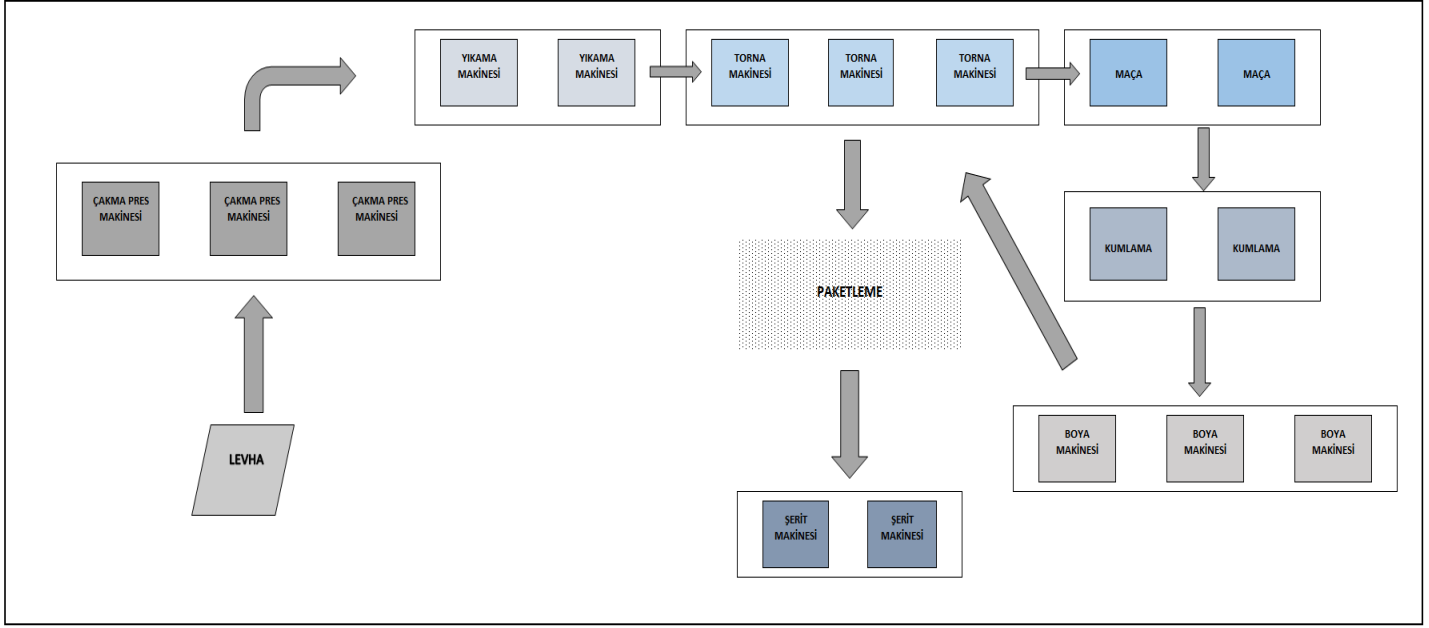 YIKAMA
MAKİNESİ
YIKAMA
MAKİNESİ
TORNA
MAKİNESİ
TORNA
MAKİNESİ
TORNA
MAKİNESİ
MAÇA
MAÇA
ÇAKMA PRES
MAKİNESİ
ÇAKMA PRES
MAKİNESİ
ÇAKMA PRES
MAKİNESİ
KUMLAMA
KUMLAMA
PAKETLEME
LEVHA
BOYA
MAKİNESİ
BOYA
MAKİNESİ
BOYA
MAKİNESİ
ŞERİT
MAKİNESİ
ŞERİT
MAKİNESİ